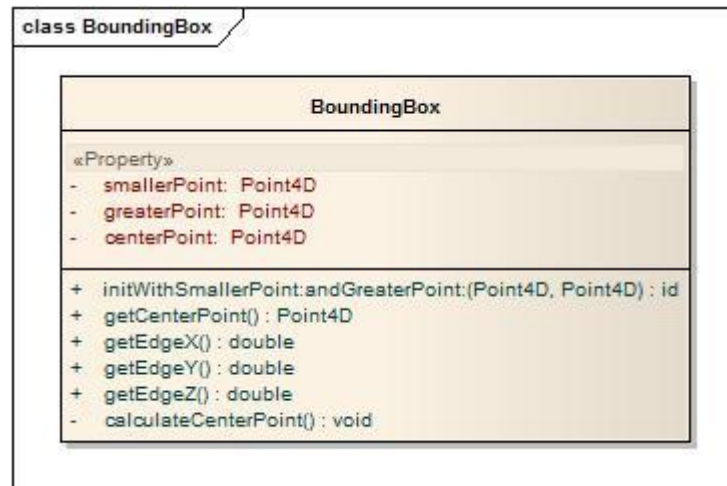 class BoundingBox
BoundingBox
«Property»
- smallerPoint: Point4D
- greaterPoint: Point4D
- centerPoint: Point4D
+ initWithSmallerPoint:andGreaterPoint:(Point4D, Point4D) : id
+ getCenterPoint() : Point4D
+ getEdgeX() : double
+ getEdgeY() : double
+ getEdgeZ() : double
- calculateCenterPoint() : void